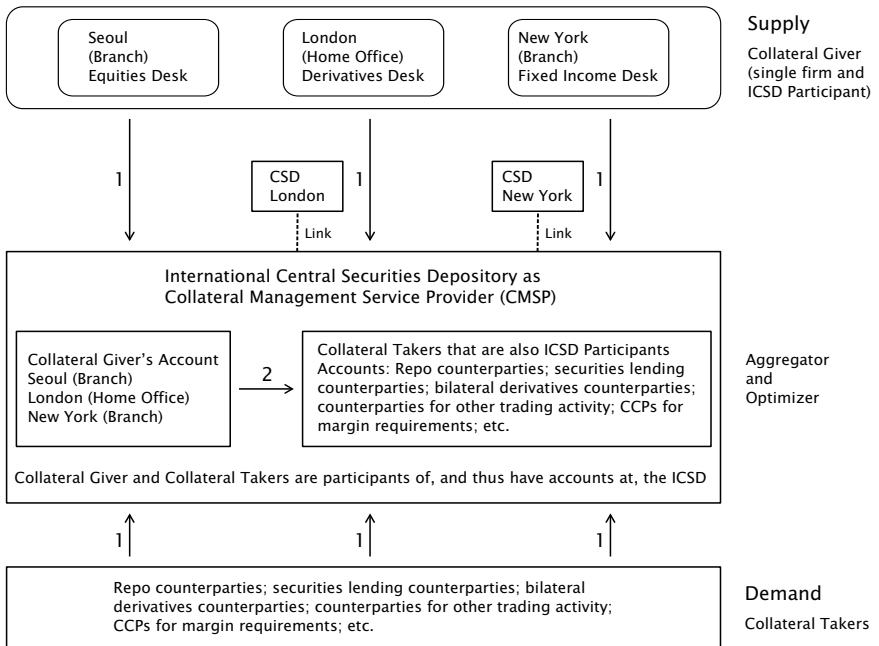 Seoul
(Branch)
Equities Desk
London
(Home Office)
Derivatives Desk
New York
(Branch)
Fixed Income Desk
Supply
Collateral Giver
(single firm and
ICSD Participant)
1
CSD
London
1
CSD
New York
1
Link
Link
International Central Securities Depository as
Collateral Management Service Provider (CMSP)
Collateral Giver's Account
Seoul (Branch)
London (Home Office)
New York (Branch)
2
Collateral Takers that are also ICSD Participants
Accounts: Repo counterparties; securities lending
counterparties; bilateral derivatives counterparties;
counterparties for other trading activity; CCPs for
margin requirements; etc.
Aggregator
and
Optimizer
Collateral Giver and Collateral Takers are participants of, and thus have accounts at, the ICSD
1
1
1
Repo counterparties; securities lending counterparties; bilateral
derivatives counterparties; counterparties for other trading activity;
CCPs for margin requirements; etc.
Demand
Collateral Takers